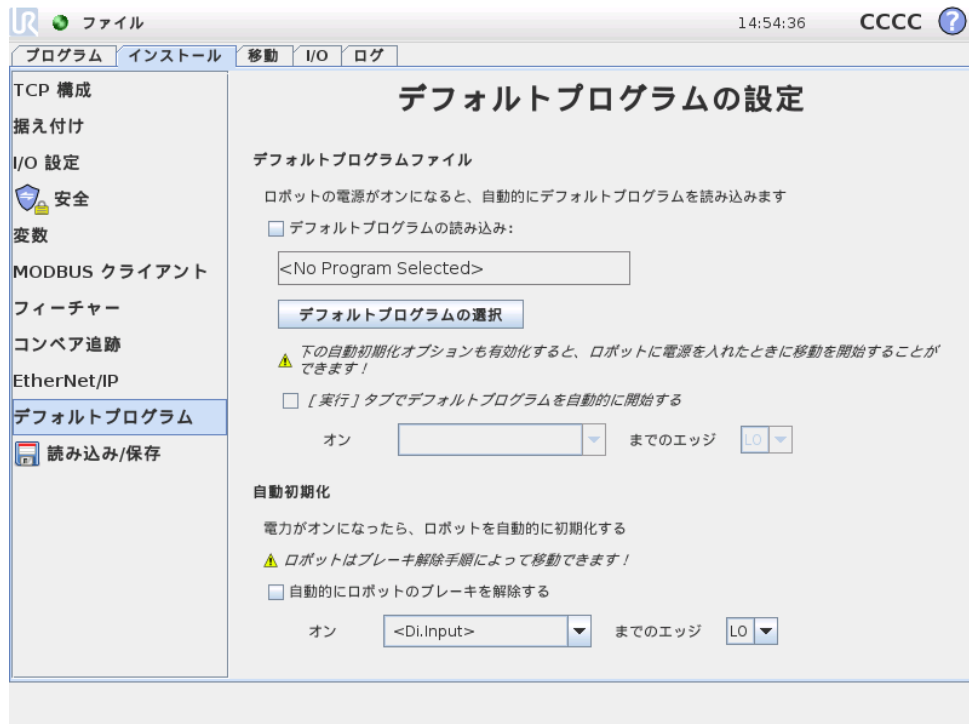 UR ファイル 14:54:36 CCCC ?
プログラム インストール 移動 I/O ログ
TCP 構成
据え付け
I/O 設定
安全
変数
MODBUS クライアント
フィーチャー
コンベア追跡
EtherNet/IP
デフォルトプログラム
読み込み/保存
デフォルトプログラムの設定
デフォルトプログラムファイル
ロボットの電源がオンになると、自動的にデフォルトプログラムを読み込みます
デフォルトプログラムの読み込み:
<No Program Selected>
デフォルトプログラムの選択
下の自動初期化オプションも有効化すると、ロボットに電源を入れたときに移動を開始することが
できます!
[実行]タブでデフォルトプログラムを自動的に開始する
オン までのエッジ LO
自動初期化
電力がオンになったら、ロボットを自動的に初期化する
ロボットはブレーキ解除手順によって移動できます!
自動的にロボットのブレーキを解除する
オン <Di.Input> までのエッジ LO